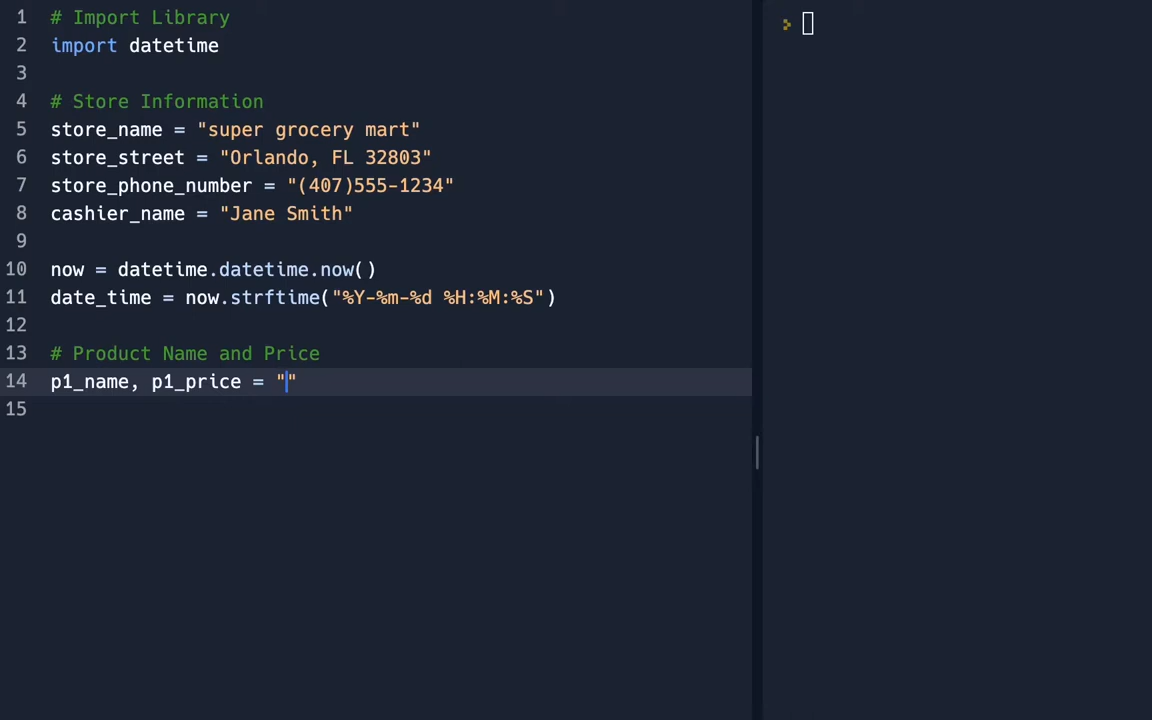 1 # Import Library
2 import datetime
3
4 # Store Information
5 store_name = "super grocery mart"
6 store_street = "Orlando, FL 32803"
7 store_phone_number = "(407)555-1234"
8 cashier_name = "Jane Smith"
9
10 now = datetime.datetime.now()
11 date_time = now.strftime("%Y-%m-%d %H:%M:%S")
12
13 # Product Name and Price
14 p1_name, p1_price = ""
15